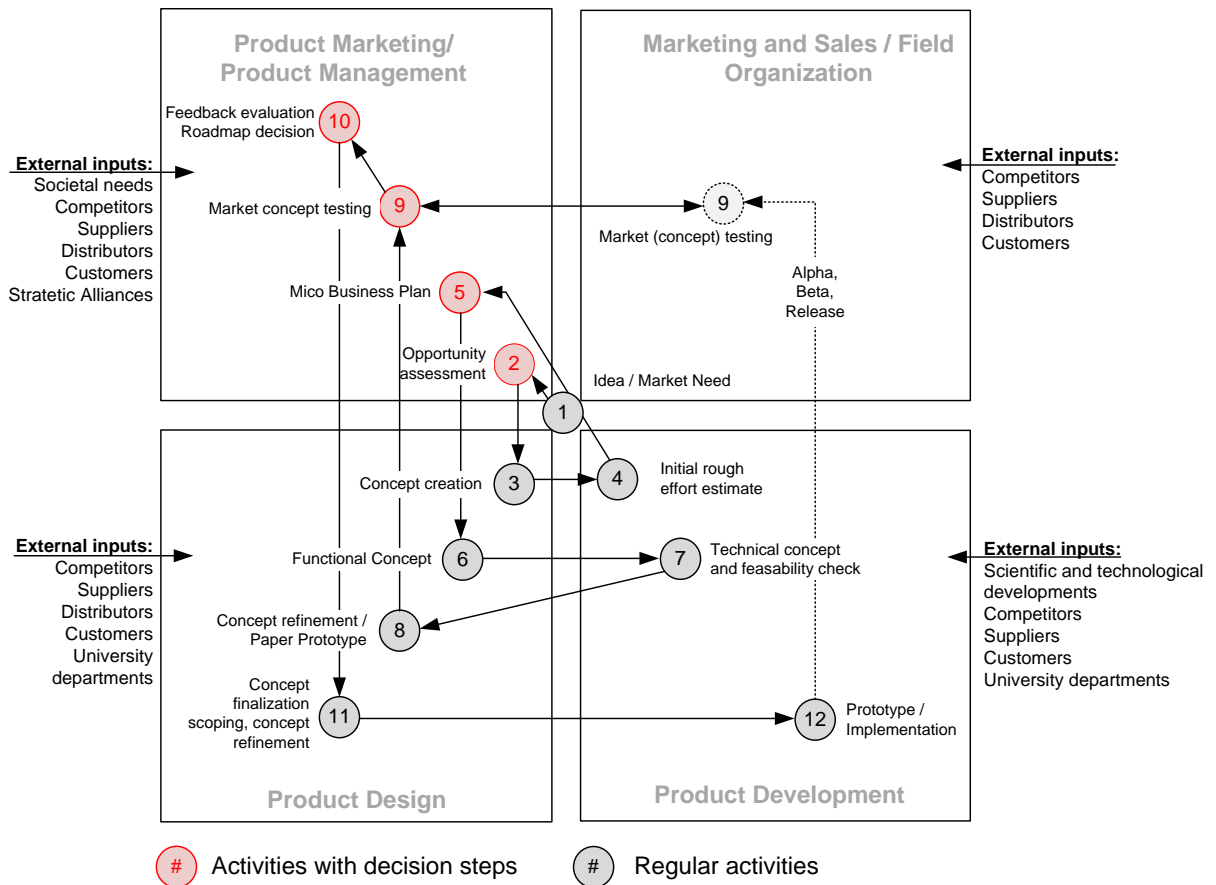 Product Marketing/
Product Management
Marketing and Sales / Field
Organization
Feedback evaluation
Roadmap decision
10
External inputs:
Societal needs
Competitors
Suppliers
Distributors
Customers
Stratetic Alliances
Market concept testing
9
9
Market (concept) testing
External inputs:
Competitors
Suppliers
Distributors
Customers
Mico Business Plan
5
Alpha,
Beta,
Release
Opportunity
assessment
2
Idea / Market Need
1
Concept creation
3
4
Initial rough
effort estimate
External inputs:
Competitors
Suppliers
Distributors
Customers
University
departments
Functional Concept
6
7
Technical concept
and feasability check
External inputs:
Scientific and technological
developments
Competitors
Suppliers
Customers
University departments
Concept refinement /
Paper Prototype
8
Concept
finalization
scoping, concept
refinement
11
12
Prototype /
Implementation
Product Design
Product Development
# Activities with decision steps
# Regular activities